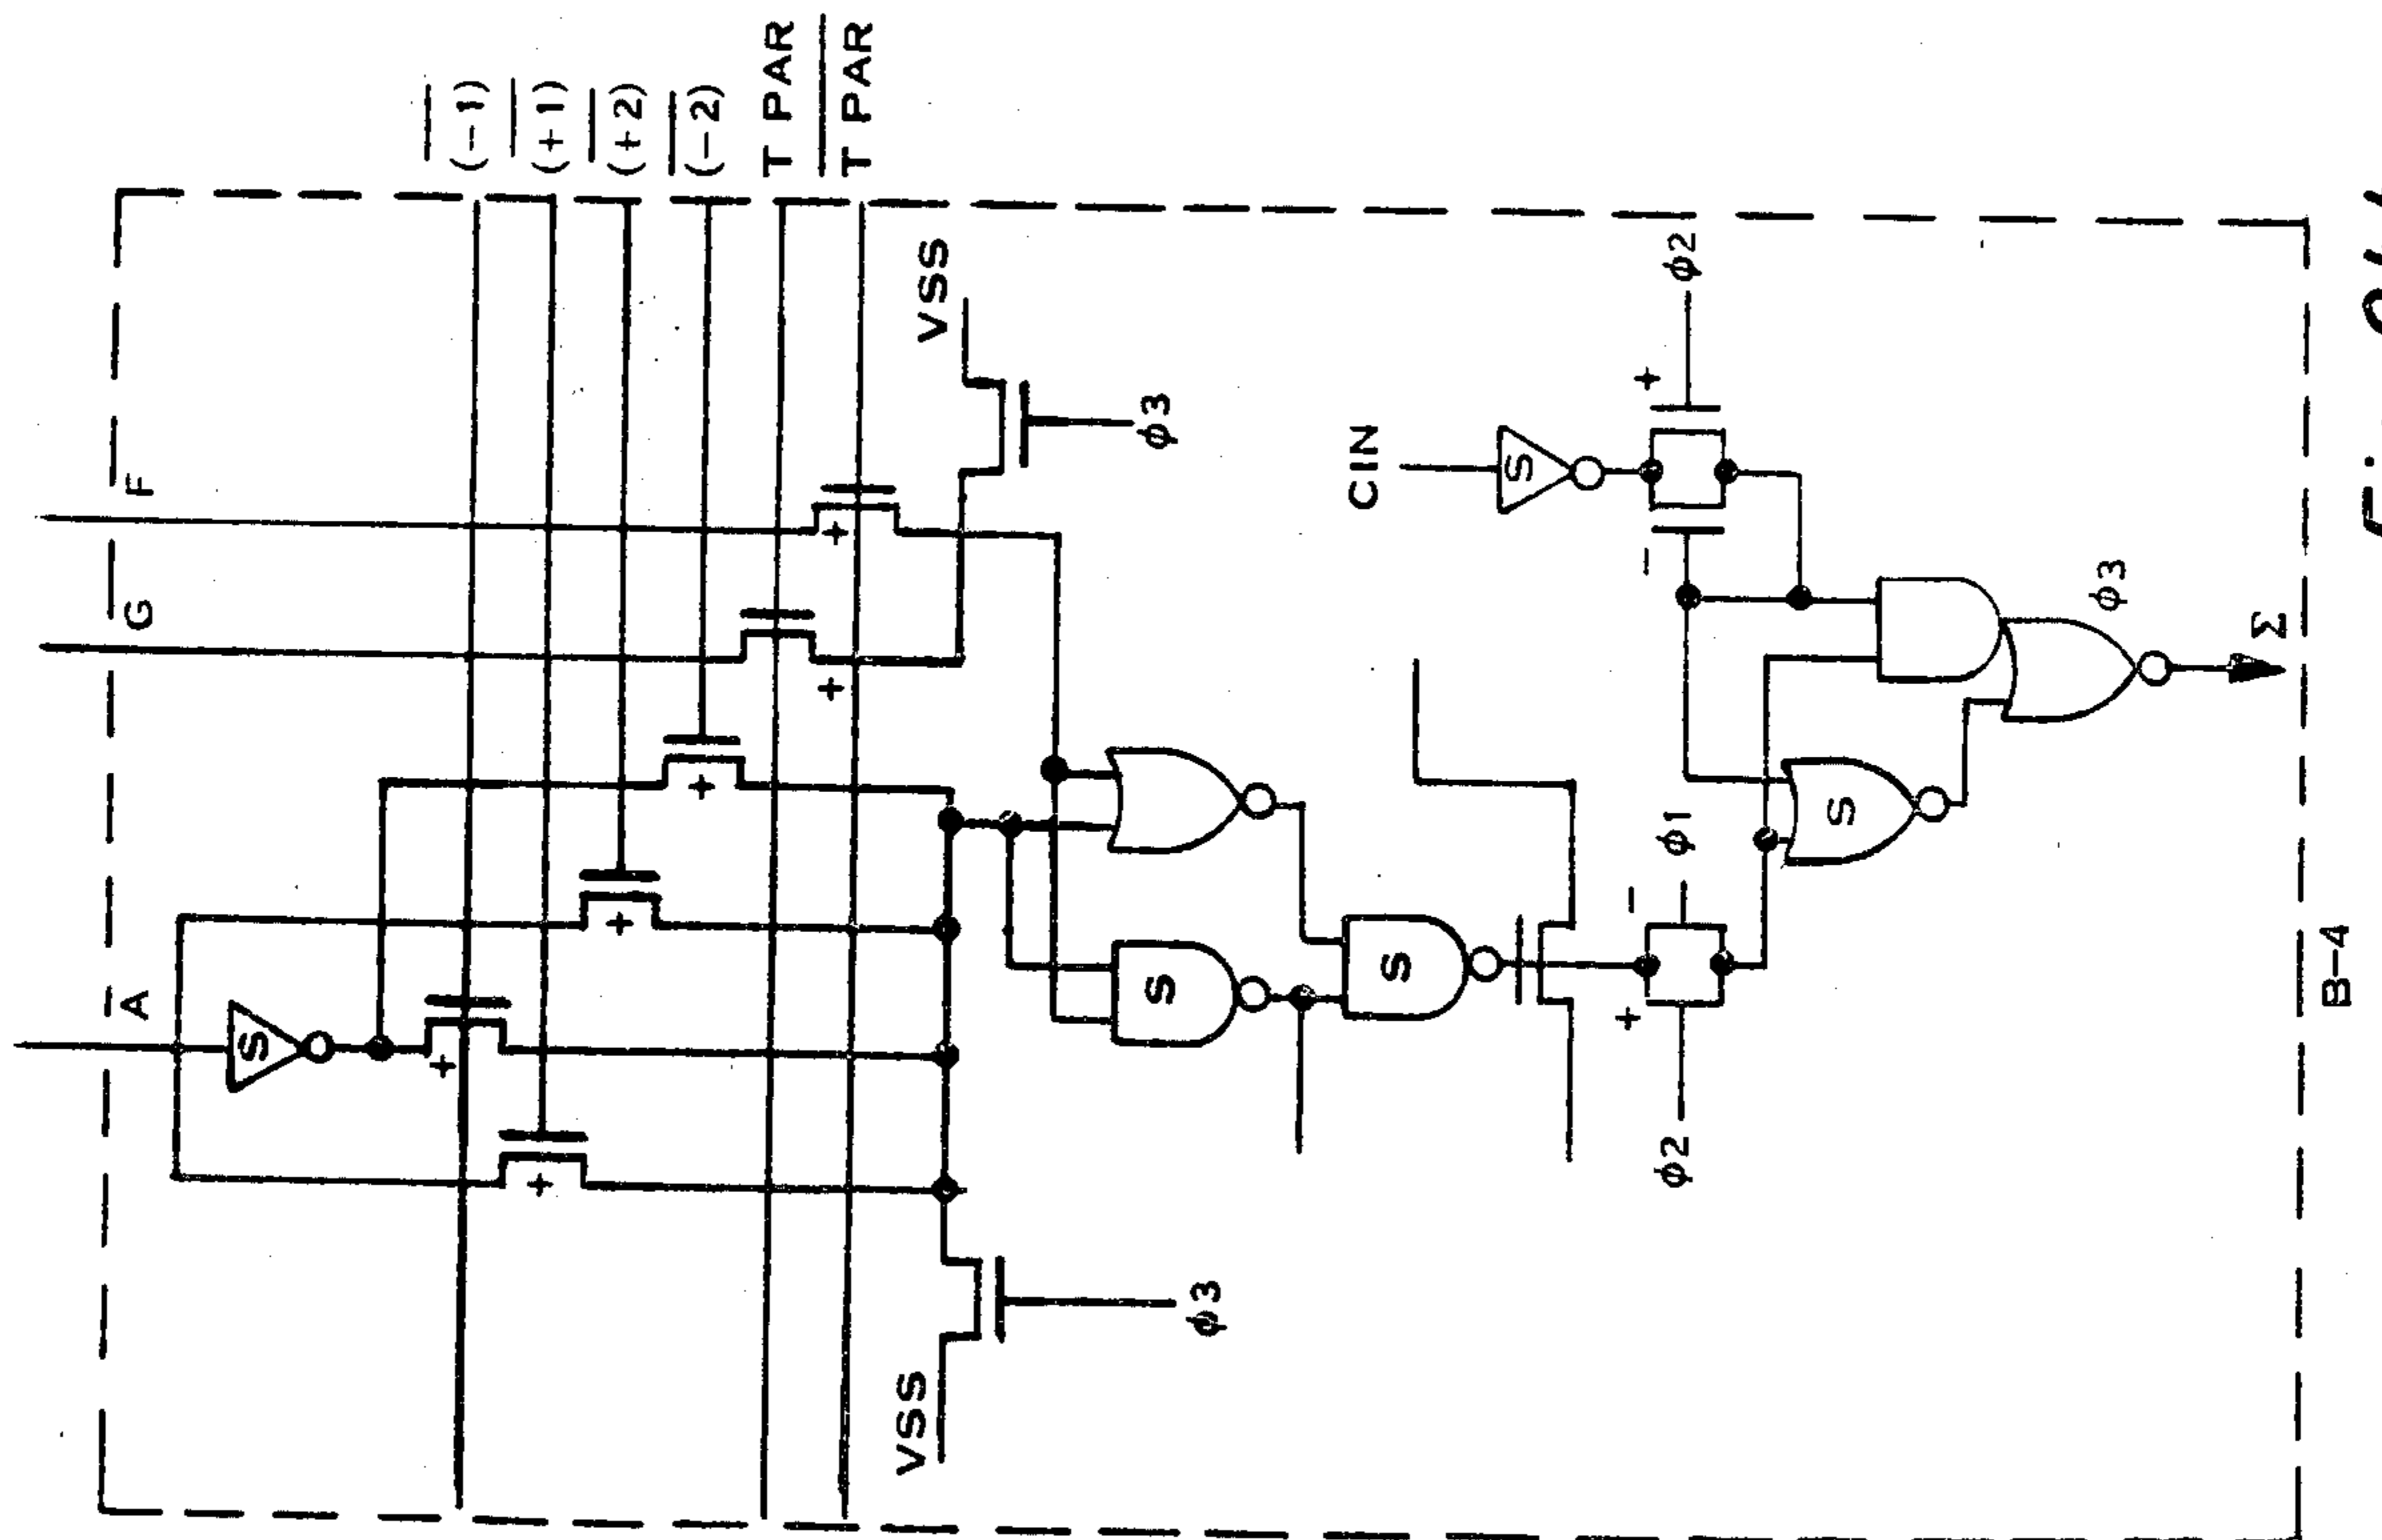 A
G
F
(-1)
(+1)
(+2)
(-2)
T PAR
T PAR
S
VSS
φ3
VSS
φ3
+
+
+
+
+
+
S
S
CIN
S
φ2
+
-
φ2
+
-
φ1
S
φ3
Σ
B-4